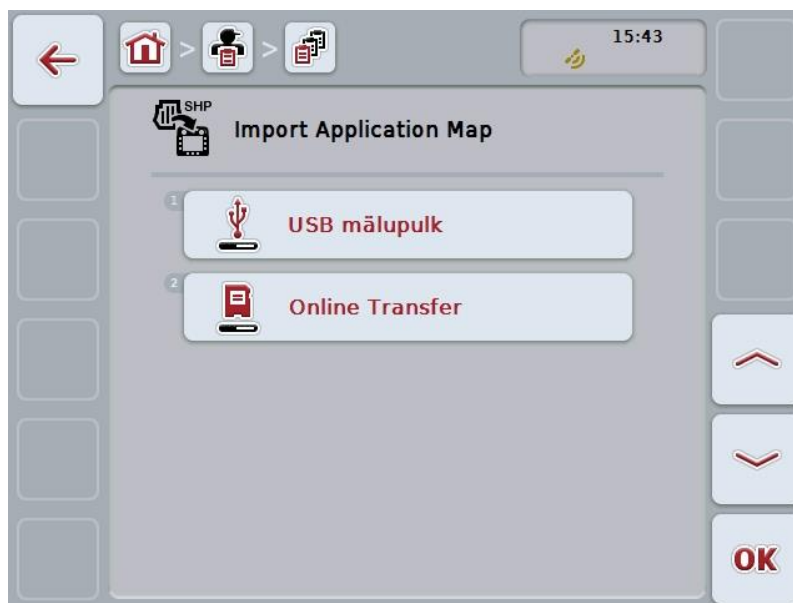 15:43
SHP
Import Application Map
1
USB mälupulk
2
Online Transfer
OK